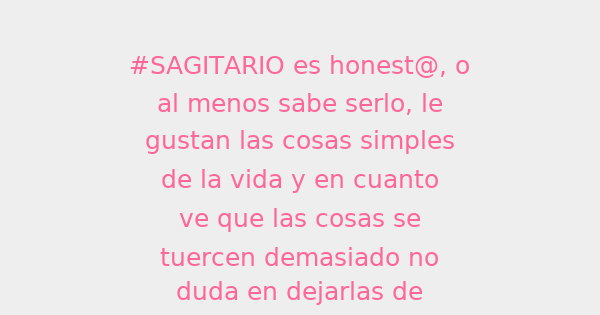 #SAGITARIO es honest@, o
al menos sabe serlo, le
gustan las cosas simples
de la vida y en cuanto
ve que las cosas se
tuercen demasiado no
duda en dejarlas de